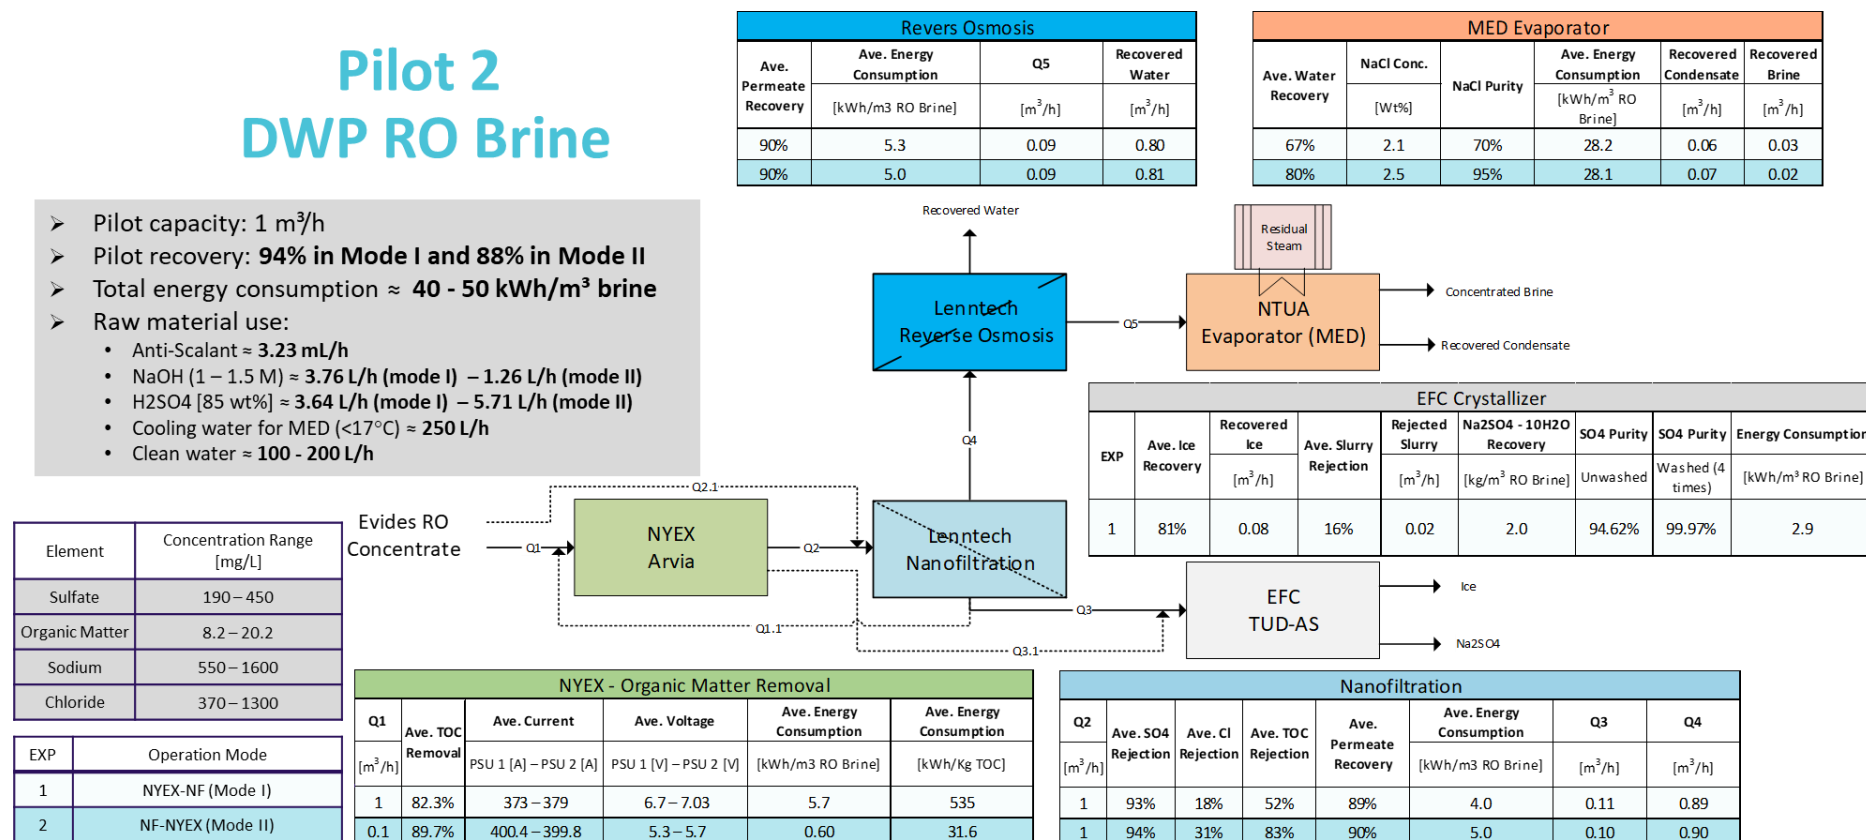 Pilot 2
DWP RO Brine
Pilot capacity: 1 m³/h
Pilot recovery: 94% in Mode I and 88% in Mode II
Total energy consumption ≈ 40 - 50 kWh/m³ brine
Raw material use:
Anti-Scalant ≈ 3.23 mL/h
NaOH (1 – 1.5 M) ≈ 3.76 L/h (mode I) – 1.26 L/h (mode II)
H2SO4 [85 wt%] ≈ 3.64 L/h (mode I) – 5.71 L/h (mode II)
Cooling water for MED (<17°C) ≈ 250 L/h
Clean water ≈ 100 - 200 L/h
Revers Osmosis
Ave. Permeate Recovery | Ave. Energy Consumption | Q5 | Recovered Water
[kWh/m3 RO Brine] | [m³/h] | [m³/h]
90% | 5.3 | 0.09 | 0.80
90% | 5.0 | 0.09 | 0.81
MED Evaporator
Ave. Water Recovery | NaCl Conc. | NaCl Purity | Ave. Energy Consumption | Recovered Condensate | Recovered Brine
[Wt%] | [kWh/m³ RO Brine] | [m³/h] | [m³/h]
67% | 2.1 | 70% | 28.2 | 0.06 | 0.03
80% | 2.5 | 95% | 28.1 | 0.07 | 0.02
Recovered Water
Residual
Steam
Lenntech
Reverse Osmosis
Q5
NTUA
Evaporator (MED)
Concentrated Brine
Recovered Condensate
Q4
EFC Crystallizer
EXP | Ave. Ice Recovery | Recovered Ice | Ave. Slurry Rejection | Rejected Slurry | Na2SO4 - 10H2O Recovery | SO4 Purity | SO4 Purity | Energy Consumption
[m³/h] | [m³/h] | [kg/m³ RO Brine] | Unwashed | Washed (4 times) | [kWh/m³ RO Brine]
1 | 81% | 0.08 | 16% | 0.02 | 2.0 | 94.62% | 99.97% | 2.9
Q2.1
Evides RO
Concentrate
Q1
NYEX
Arvia
Q2
Lenntech
Nanofiltration
Q3
Q1.1
Q3.1
EFC
TUD-AS
Ice
Na2SO4
Element | Concentration Range [mg/L]
Sulfate | 190 – 450
Organic Matter | 8.2 – 20.2
Sodium | 550 – 1600
Chloride | 370 – 1300
EXP | Operation Mode
1 | NYEX-NF (Mode I)
2 | NF-NYEX (Mode II)
NYEX - Organic Matter Removal
Q1 | Ave. TOC Removal | Ave. Current | Ave. Voltage | Ave. Energy Consumption | Ave. Energy Consumption
[m³/h] | PSU 1 [A] – PSU 2 [A] | PSU 1 [V] – PSU 2 [V] | [kWh/m3 RO Brine] | [kWh/Kg TOC]
1 | 82.3% | 373 – 379 | 6.7 – 7.03 | 5.7 | 535
0.1 | 89.7% | 400.4 – 399.8 | 5.3 – 5.7 | 0.60 | 31.6
Nanofiltration
Q2 | Ave. SO4 Rejection | Ave. Cl Rejection | Ave. TOC Rejection | Ave. Permeate Recovery | Ave. Energy Consumption | Q3 | Q4
[m³/h] | [kWh/m3 RO Brine] | [m³/h] | [m³/h]
1 | 93% | 18% | 52% | 89% | 4.0 | 0.11 | 0.89
1 | 94% | 31% | 83% | 90% | 5.0 | 0.10 | 0.90